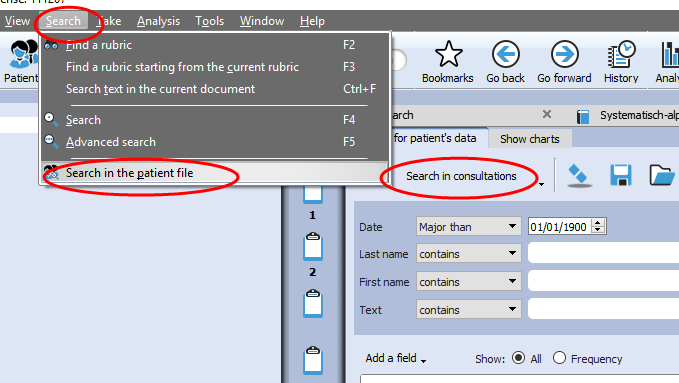 View Search Take Analysis Tools Window Help
Find a rubric F2
Find a rubric starting from the current rubric F3
Search text in the current document Ctrl+F
Search F4
Advanced search F5
Search in the patient file
Patient
Bookmarks Go back Go forward History Analy
arch Systematisch-alp
for patient's data Show charts
Search in consultations
1
2
Date Major than 01/01/1900
Last name contains
First name contains
Text contains
Add a field Show: All Frequency